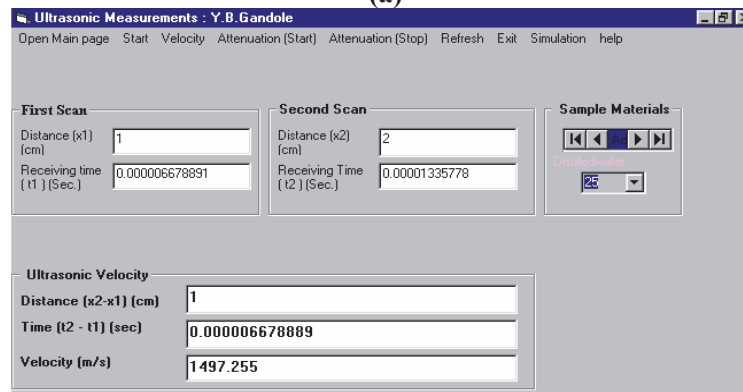 (a)
Ultrasonic Measurements : Y.B.Gandole
Open Main page Start Velocity Attenuation (Start) Attenuation (Stop) Refresh Exit Simulation help
First Scan
Distance (x1)
(cm)
1
Receiving time
( t1 ) (Sec.)
0.000006678891
Second Scan
Distance (x2)
(cm)
2
Receiving Time
( t2 ) (Sec.)
0.00001335778
Sample Materials
Distilledwater
25
Ultrasonic Velocity
Distance (x2-x1) (cm)
1
Time (t2 - t1) (sec)
0.000006678889
Velocity (m/s)
1497.255